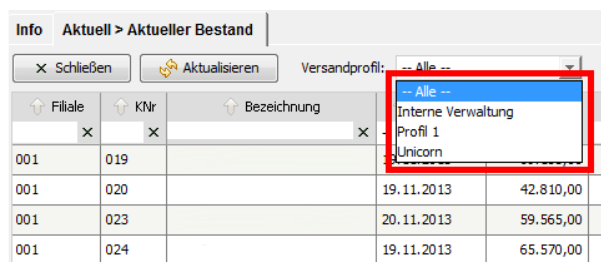 Info Aktuell > Aktueller Bestand
Schließen Aktualisieren Versandprofil: -- Alle --
-- Alle --
Filiale KNr Bezeichnung
Interne Verwaltung
Profil 1
Unicorn
001 019
001 020 19.11.2013 42.810,00
001 023 20.11.2013 59.565,00
001 024 19.11.2013 65.570,00